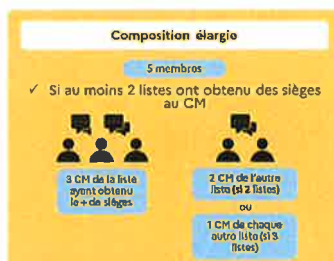 Composition élargie
5 membres
✓ Si au moins 2 listes ont obtenu des sièges
au CM
3 CM de la liste
ayant obtenu
le + de sièges
2 CM de l'autre
liste (si 2 listes)
ou
1 CM de chaque
autre liste (si 3
listes)